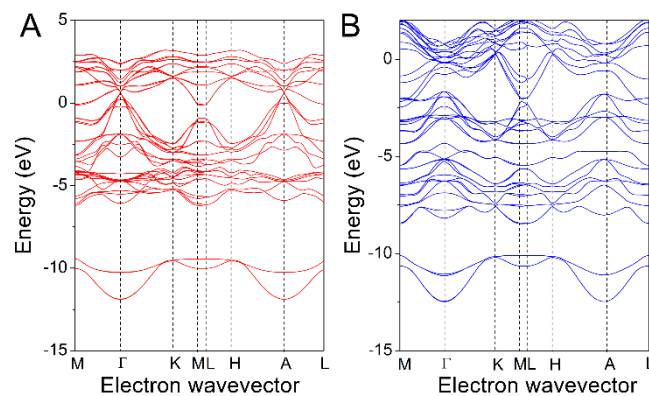 A
B
5
0
-5
-10
-15
Energy (eV)
M Γ K M L H A L
Electron wavevector
0
-5
-10
-15
Energy (eV)
M Γ K M L H A L
Electron wavevector